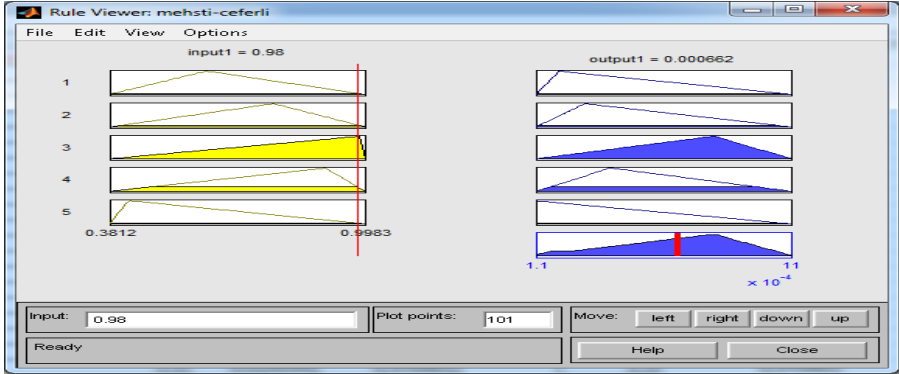 Rule Viewer: mehsti-ceferli
File Edit View Options
input1 = 0.98
output1 = 0.000662
1
2
3
4
5
0.3812 0.9983
1.1 11
x 10^-4
Input: 0.98 Plot points: 101 Move: left right down up
Ready Help Close